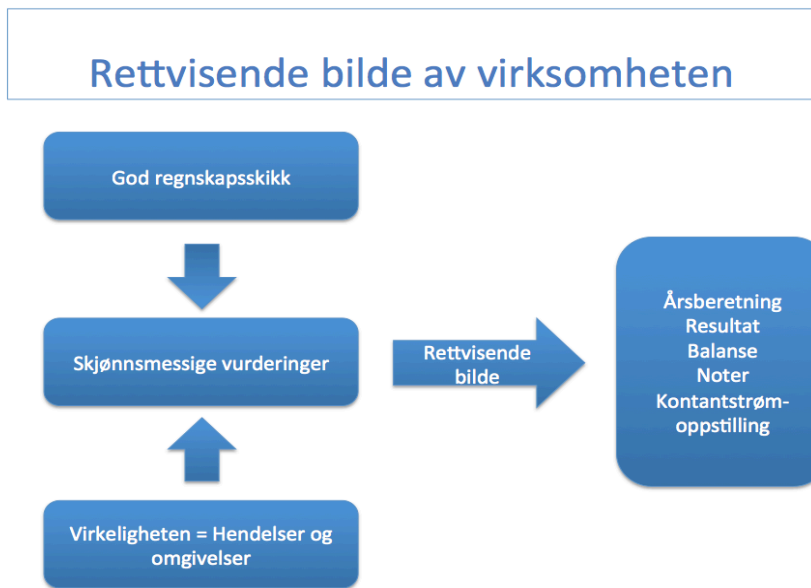 Rettvisende bilde av virksomheten
God regnskapsskikk
Skjønnsmessige vurderinger
Virkeligheten = Hendelser og
omgivelser
Rettvisende
bilde
Årsberetning
Resultat
Balanse
Noter
Kontantstrøm-
oppstilling